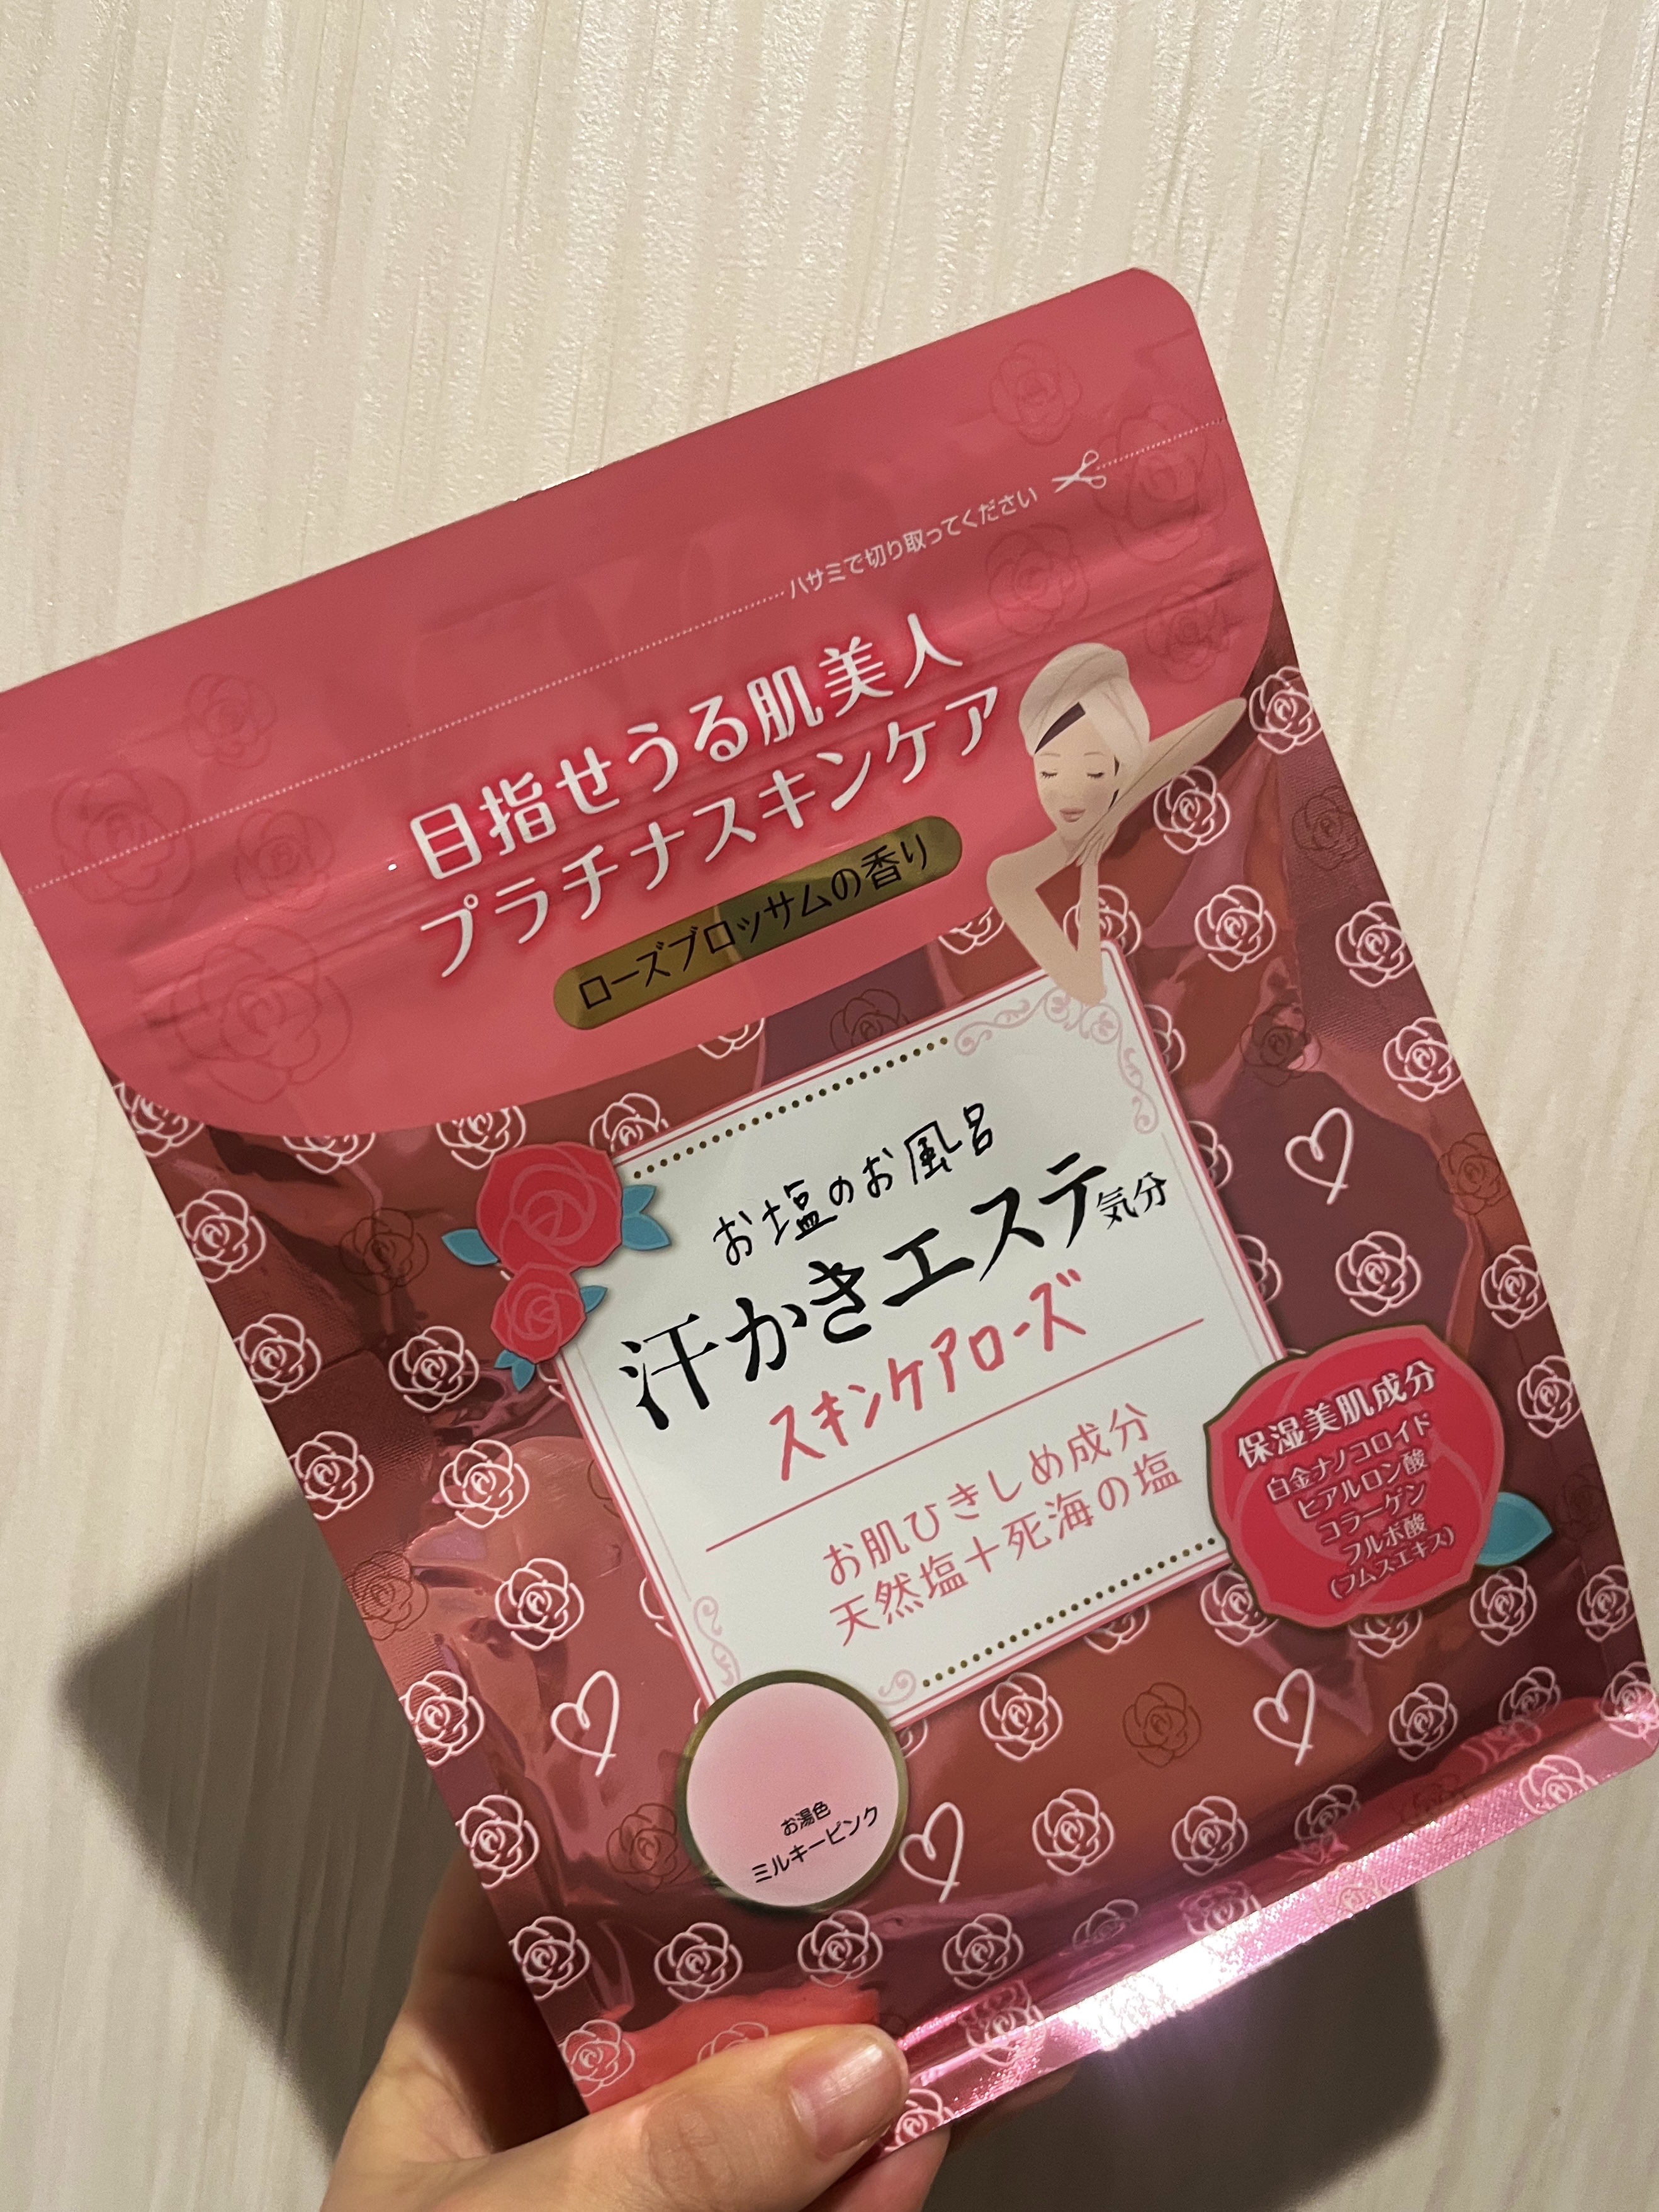 ハサミで切り取ってください
目指せうる肌美人
プラチナスキンケア
ローズブロッサムの香り
お塩のお風呂
汗かきエステ気分
スキンケアローズ
お肌ひきしめ成分
天然塩+死海の塩
保湿美肌成分
白金ナノコロイド
ヒアルロン酸
コラーゲン
フルボ酸
(フムスエキス)
お湯色
ミルキーピンク